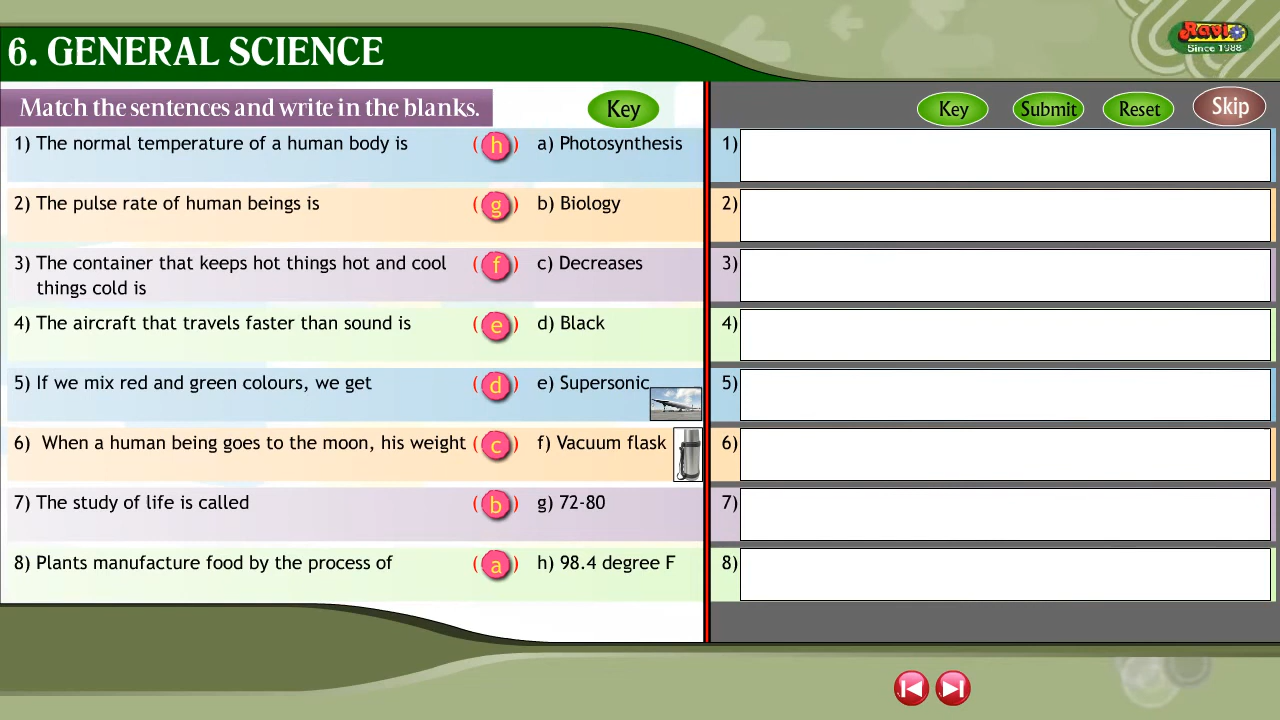 6. GENERAL SCIENCE
Ravi
Since 1988
Match the sentences and write in the blanks.
Key
Key
Submit
Reset
Skip
1) The normal temperature of a human body is (h) a) Photosynthesis
1)
2) The pulse rate of human beings is (g) b) Biology
2)
3) The container that keeps hot things hot and cool (f) c) Decreases
things cold is
3)
4) The aircraft that travels faster than sound is (e) d) Black
4)
5) If we mix red and green colours, we get (d) e) Supersonic
5)
6) When a human being goes to the moon, his weight (c) f) Vacuum flask
6)
7) The study of life is called (b) g) 72-80
7)
8) Plants manufacture food by the process of (a) h) 98.4 degree F
8)